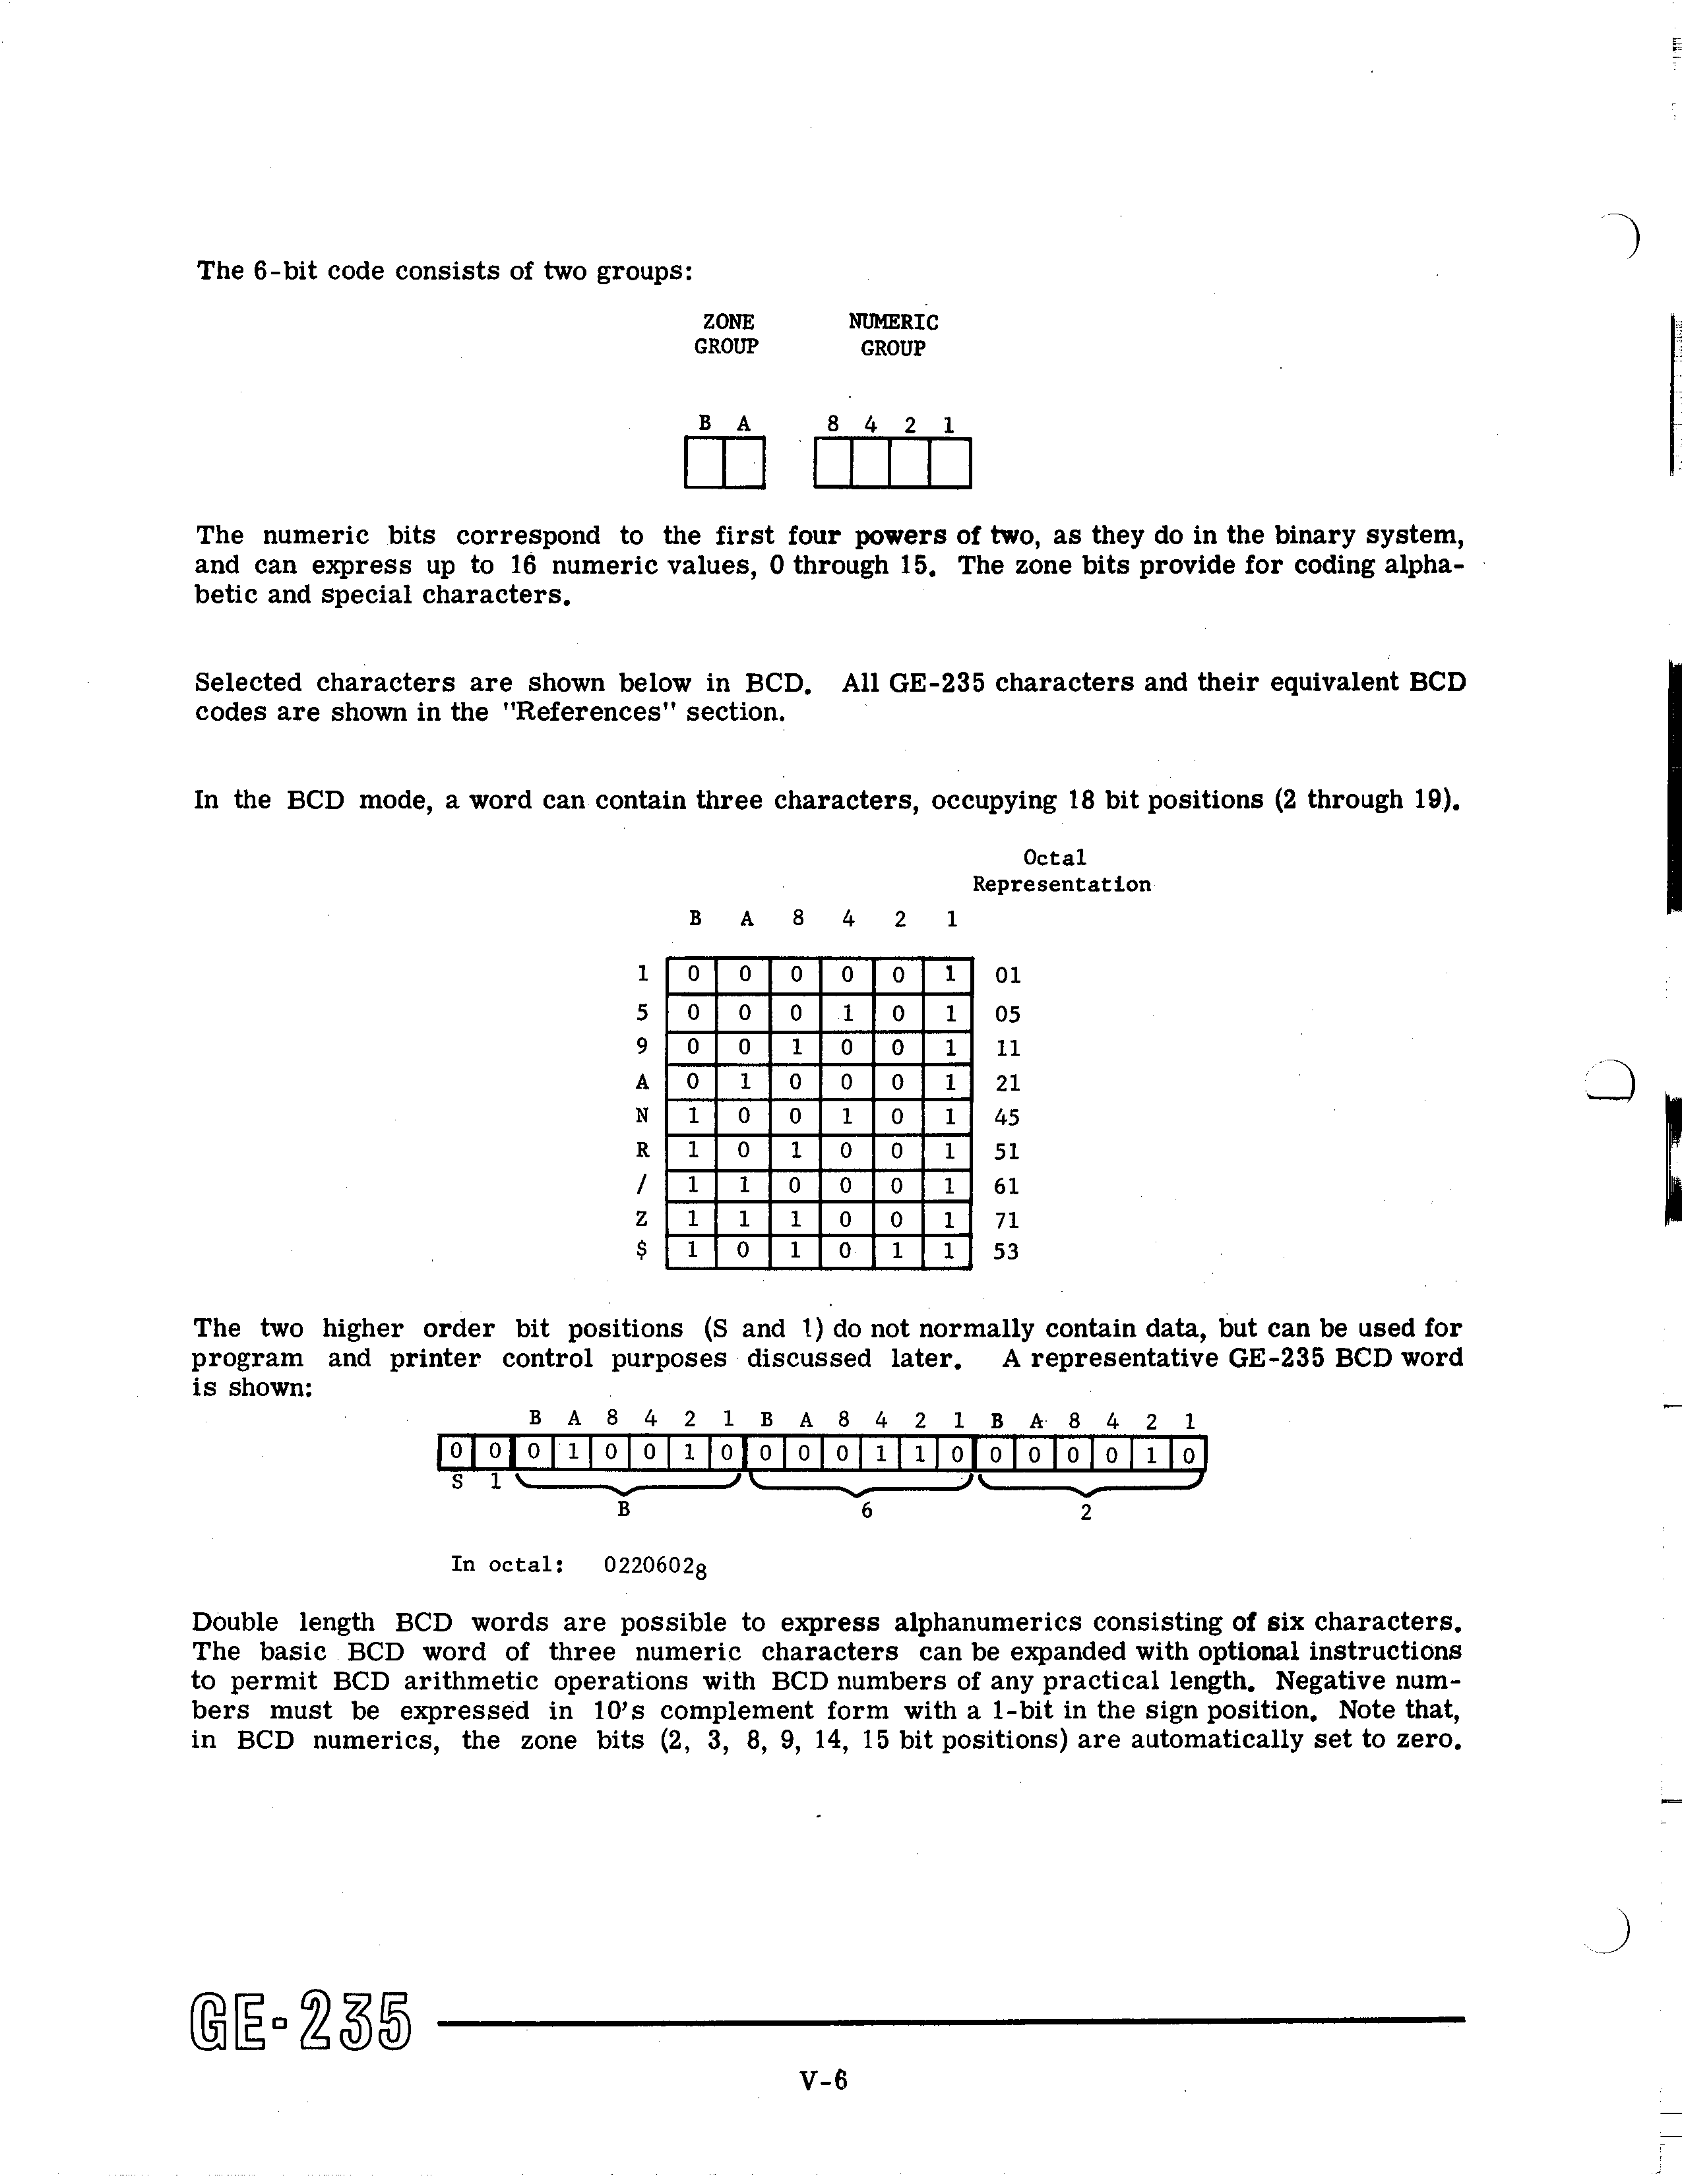 The 6-bit code consists of two groups:
ZONE NUMERIC
GROUP GROUP
B A 8 4 2 1
The numeric bits correspond to the first four powers of two, as they do in the binary system,
and can express up to 16 numeric values, 0 through 15. The zone bits provide for coding alpha-
betic and special characters.
Selected characters are shown below in BCD. All GE-235 characters and their equivalent BCD
codes are shown in the "References" section.
In the BCD mode, a word can contain three characters, occupying 18 bit positions (2 through 19).
Octal
Representation
B A 8 4 2 1
1 0 0 0 0 0 1 01
5 0 0 0 1 0 1 05
9 0 0 1 0 0 1 11
A 0 1 0 0 0 1 21
N 1 0 0 1 0 1 45
R 1 0 1 0 0 1 51
/ 1 1 0 0 0 1 61
Z 1 1 1 0 0 1 71
$ 1 0 1 0 1 1 53
The two higher order bit positions (S and 1) do not normally contain data, but can be used for
program and printer control purposes discussed later. A representative GE-235 BCD word
is shown:
B A 8 4 2 1 B A 8 4 2 1 B A 8 4 2 1
0 0 0 1 0 0 1 0 0 0 0 1 1 0 0 0 0 0 1 0
S 1
B 6 2
In octal: 0220602₈
Double length BCD words are possible to express alphanumerics consisting of six characters.
The basic BCD word of three numeric characters can be expanded with optional instructions
to permit BCD arithmetic operations with BCD numbers of any practical length. Negative num-
bers must be expressed in 10's complement form with a 1-bit in the sign position. Note that,
in BCD numerics, the zone bits (2, 3, 8, 9, 14, 15 bit positions) are automatically set to zero.
GE-235
V-6